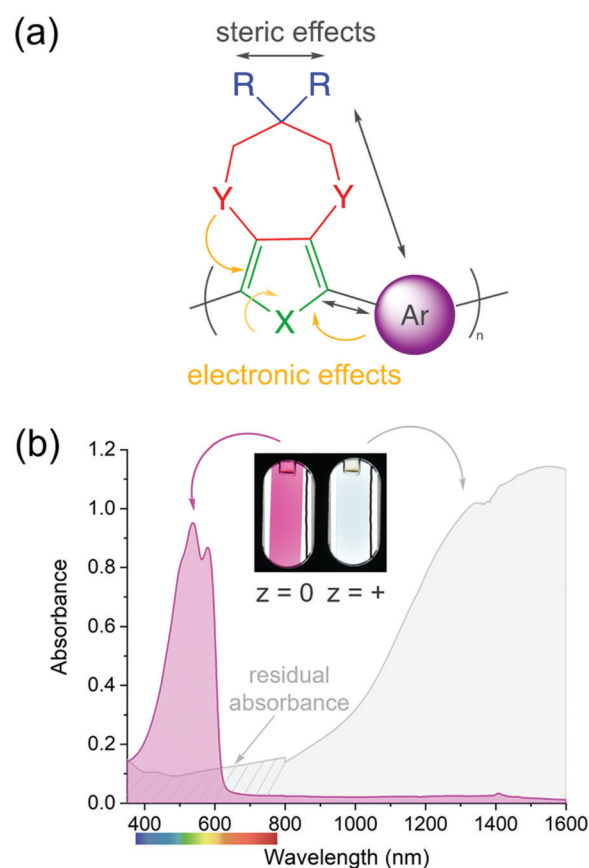 (a)
steric effects
R R
Y Y
X
Ar
n
electronic effects
(b)
1.2
1.0
0.8
0.6
0.4
0.2
0.0
Absorbance
z = 0 z = +
residual
absorbance
400 600 800 1000 1200 1400 1600
Wavelength (nm)